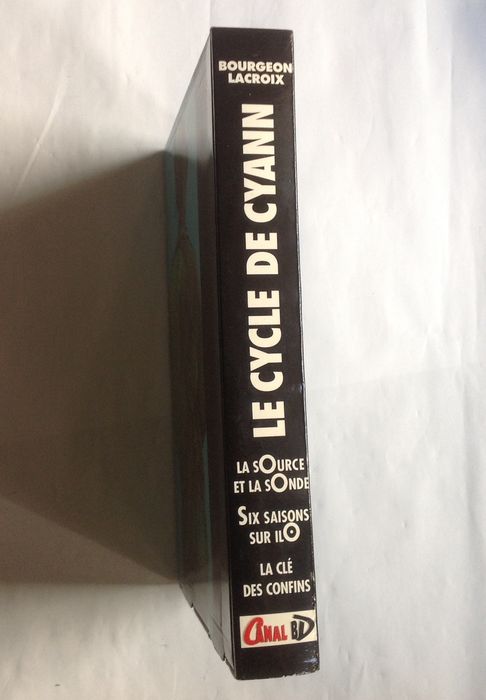 BOURGEON
LACROIX
LE CYCLE DE CYANN
LA SOURCE
ET LA SONDE
SIX SAISONS
SUR ILO
LA CLÉ
DES CONFINS
CANAL BD